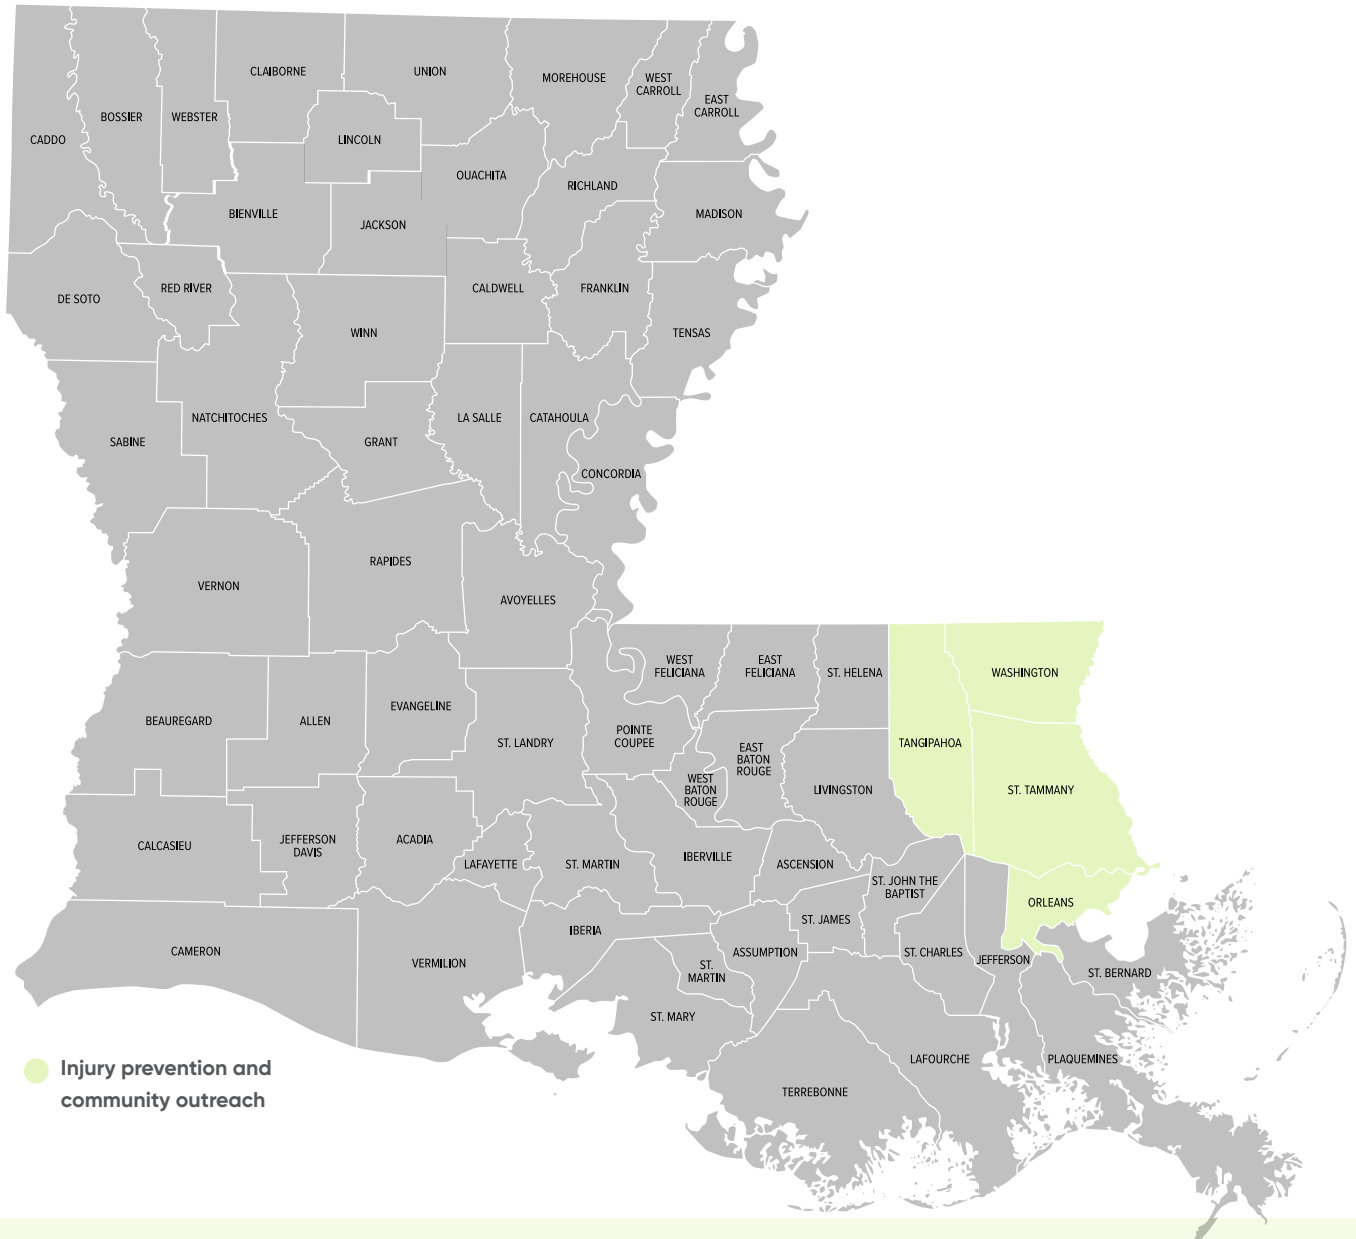 CLAIBORNE
UNION
MOREHOUSE
WEST
CARROLL
EAST
CARROLL
CADDO
BOSSIER
WEBSTER
LINCOLN
OUACHITA
RICHLAND
MADISON
BIENVILLE
JACKSON
DE SOTO
RED RIVER
CALDWELL
FRANKLIN
TENSAS
WINN
NATCHITOCHES
SABINE
GRANT
LA SALLE
CATAHOULA
CONCORDIA
VERNON
RAPIDES
AVOYELLES
WEST
FELICIANA
EAST
FELICIANA
ST. HELENA
WASHINGTON
BEAUREGARD
ALLEN
EVANGELINE
ST. LANDRY
POINTE
COUPEE
EAST
BATON
ROUGE
WEST
BATON
ROUGE
LIVINGSTON
TANGIPAHOA
ST. TAMMANY
CALCASIEU
JEFFERSON
DAVIS
ACADIA
LAFAYETTE
ST. MARTIN
IBERVILLE
ASCENSION
ST. JOHN THE
BAPTIST
ORLEANS
CAMERON
VERMILION
IBERIA
ST.
MARTIN
ASSUMPTION
ST. JAMES
ST. CHARLES
JEFFERSON
ST. BERNARD
ST. MARY
TERREBONNE
LAFOURCHE
PLAQUEMINES
Injury prevention and
community outreach